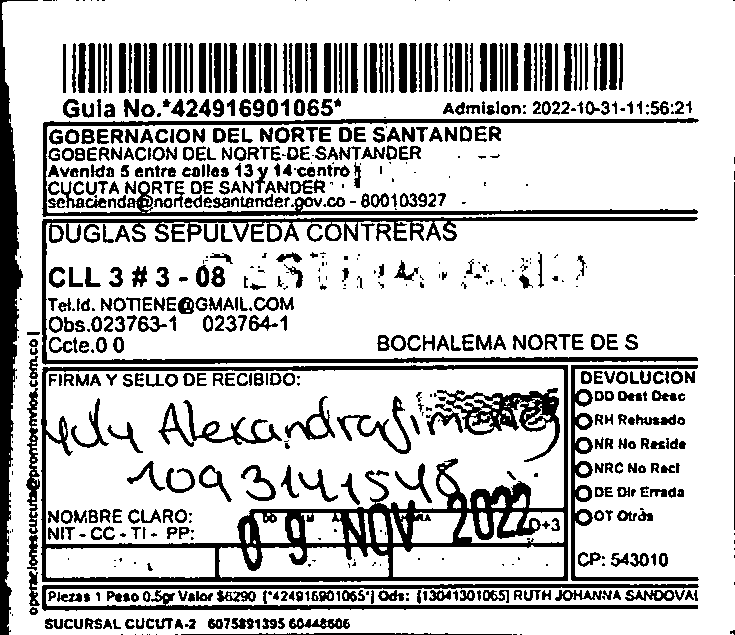 Guia No.*424916901065*
Admision: 2022-10-31-11:56:21
GOBERNACION DEL NORTE DE SANTANDER
GOBERNACION DEL NORTE-DE-SANTANDER
Avenida 5 entre calles 13 y 14 centro
CUCUTA NORTE DE SANTANDER
sehacienda@nortedesantander.gov.co - 800103927
DUGLAS SEPULVEDA CONTRERAS
CLL 3 # 3 - 08
Tel.Id. NOTIENE@GMAIL.COM
Obs.023763-1 023764-1
Ccte.0 0
BOCHALEMA NORTE DE S
operacionescucuta@prontoenvios.com.co
FIRMA Y SELLO DE RECIBIDO:
yuly Alexandra Jimenez
1093141548
NOMBRE CLARO:
NIT - CC - TI - PP:
09 NOV 2022
D+3
DEVOLUCION
DD Dest Desc
RH Rehusado
NR No Reside
NRC No Recl
DE Dir Errada
OT Otros
CP: 543010
Piezas 1 Peso 0.5gr Valor $6290 (*424916901065*) Ods: (13041301065) RUTH JOHANNA SANDOVAL
SUCURSAL CUCUTA-2 6075891395 60448606